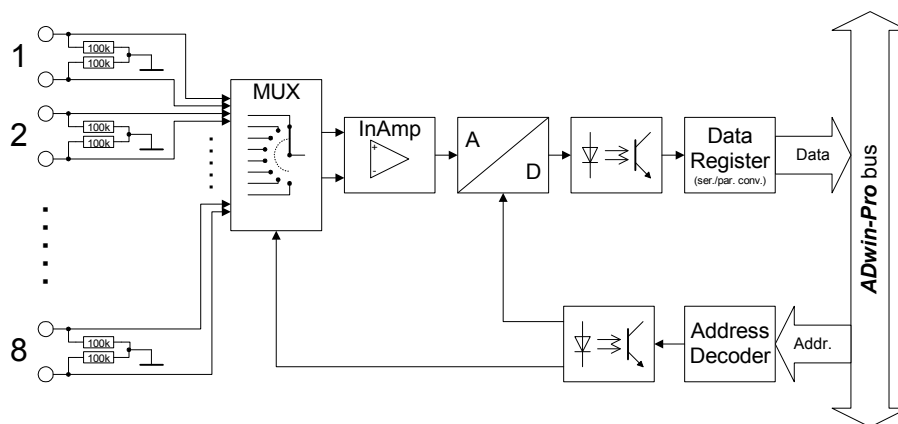 1
100k
100k
2
100k
100k
8
100k
100k
MUX
InAmp
+
-
A
D
Data
Register
(ser./par. conv.)
Data
Address
Decoder
Addr.
ADwin-Pro bus